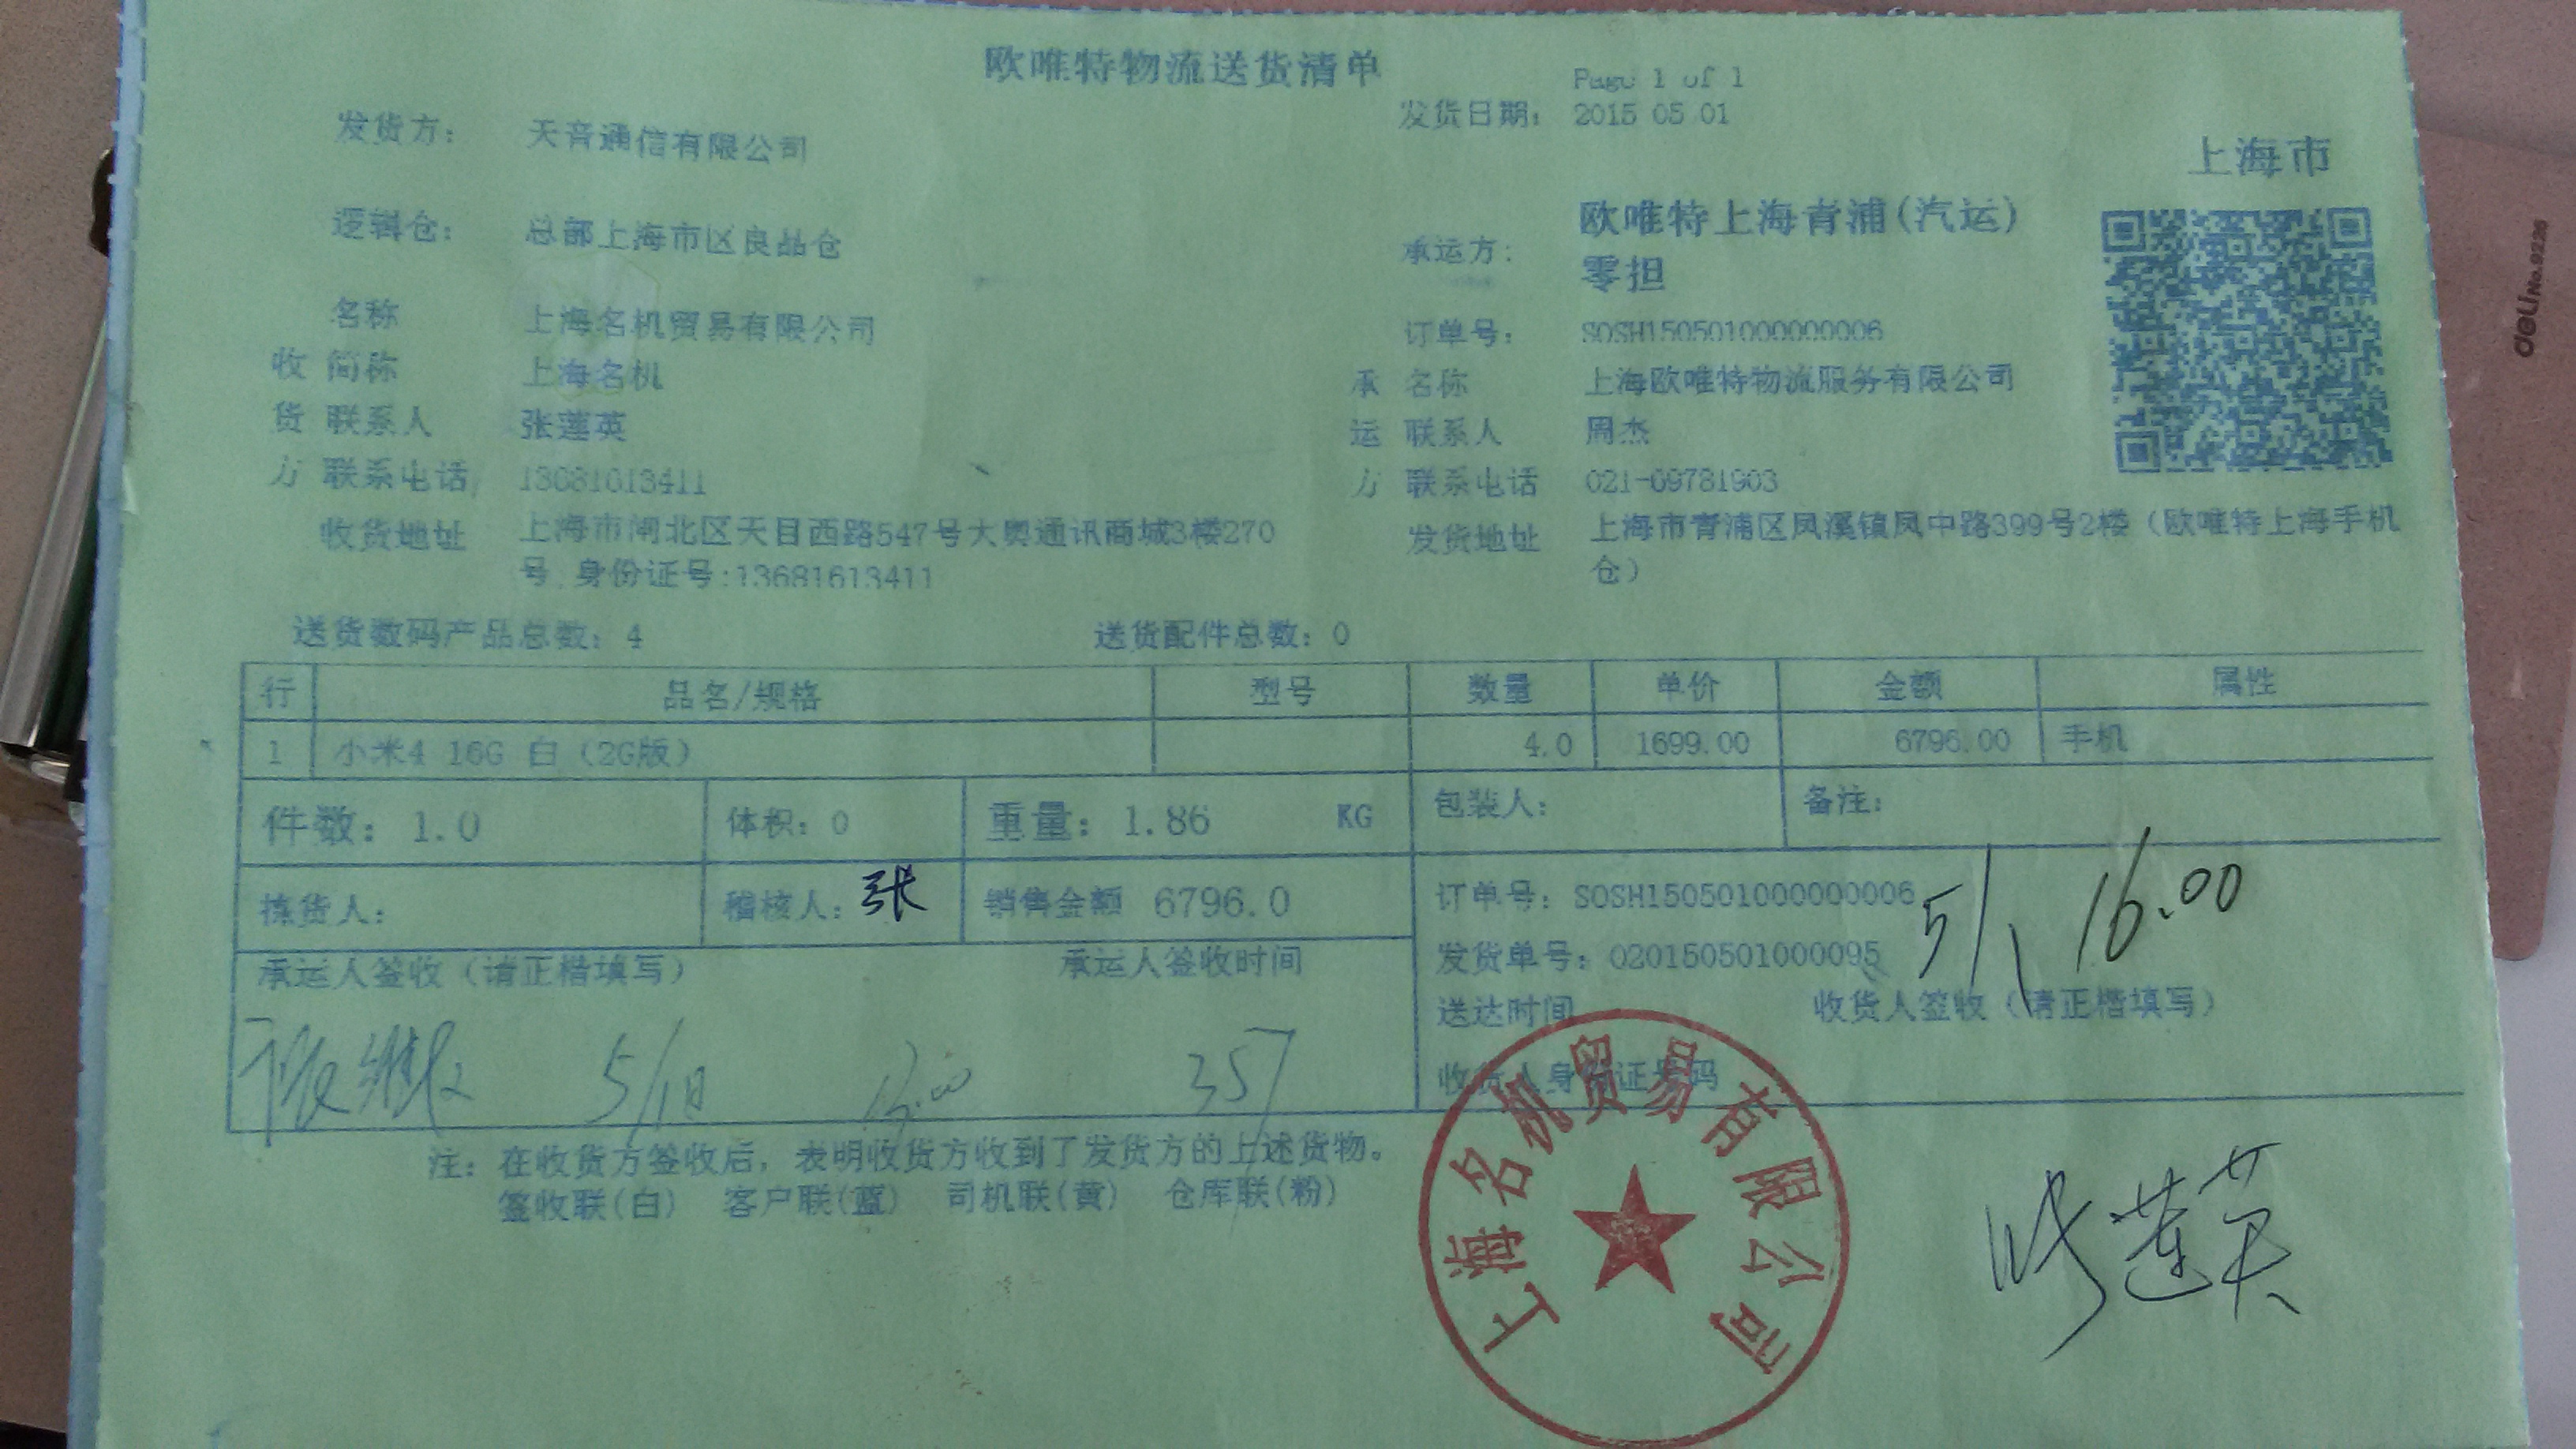 欧唯特物流送货清单
Page 1 of 1
发货日期: 2015 05 01
发货方: 天音通信有限公司
上海市
逻辑仓: 总部上海市区良品仓
承运方: 欧唯特上海青浦(汽运)
零担
名称 上海名机贸易有限公司
订单号: SOSH150501000000006
收 简称 上海名机
承 名称 上海欧唯特物流服务有限公司
货 联系人 张莲英
运 联系人 周杰
方 联系电话 13681613411
方 联系电话 021-69781903
收货地址 上海市闸北区天目西路547号大奥通讯商城3楼270
号 身份证号:13681613411
发货地址 上海市青浦区凤溪镇凤中路399号2楼（欧唯特上海手机
仓）
送货数码产品总数: 4 送货配件总数: 0
行 品名/规格 型号 数量 单价 金额 属性
1 小米4 16G 白（2G版） 4.0 1699.00 6796.00 手机
件数: 1.0 体积: 0 重量: 1.86 KG 包装人: 备注:
拣货人: 稽核人: 张 销售金额 6796.0
订单号: SOSH150501000000006
5/1 16.00
发货单号: 020150501000095
承运人签收（请正楷填写） 承运人签收时间
送达时间 收货人签收（请正楷填写）
收货人身份证号码
5/1日 357
注: 在收货方签收后, 表明收货方收到了发货方的上述货物。
签收联(白) 客户联(蓝) 司机联(黄) 仓库联(粉)
上海名机贸易有限公司
张莲英
deli No.9226